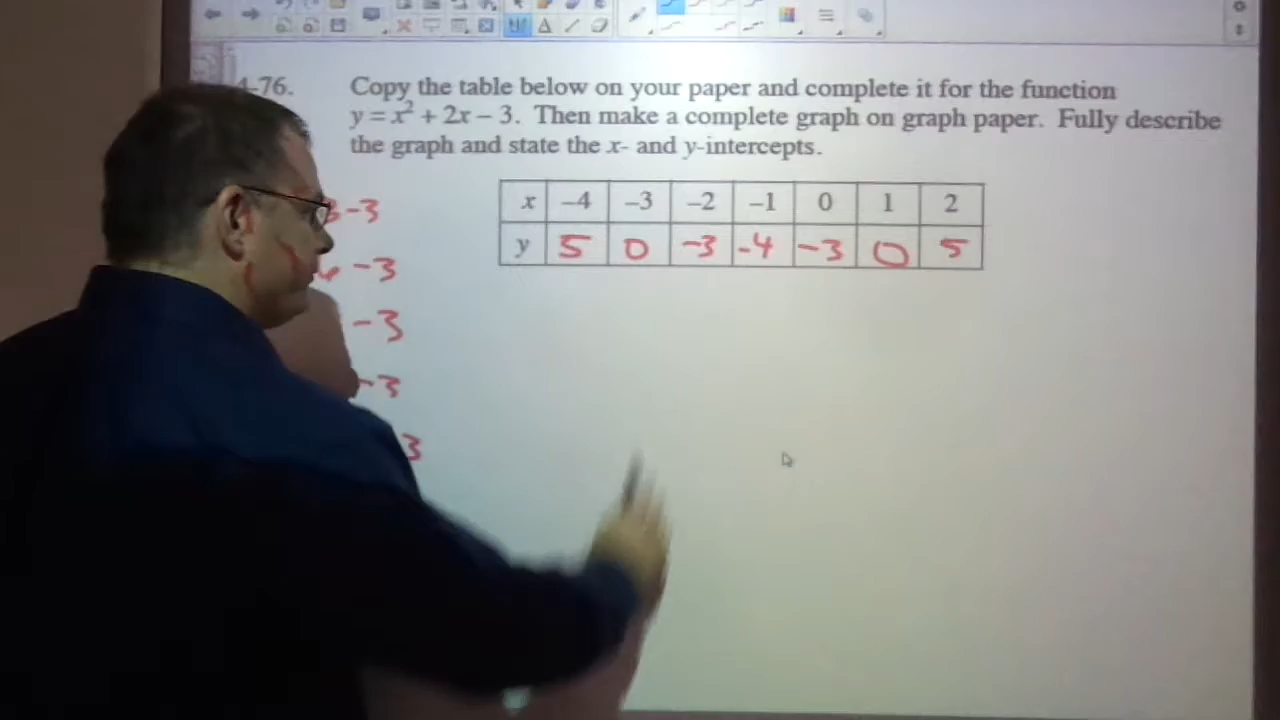 4-76. Copy the table below on your paper and complete it for the function
y = x² + 2x – 3. Then make a complete graph on graph paper. Fully describe
the graph and state the x- and y-intercepts.
x –4 –3 –2 –1 0 1 2
y 5 0 -3 -4 -3 0 5
-3
-3
-3
-3
3